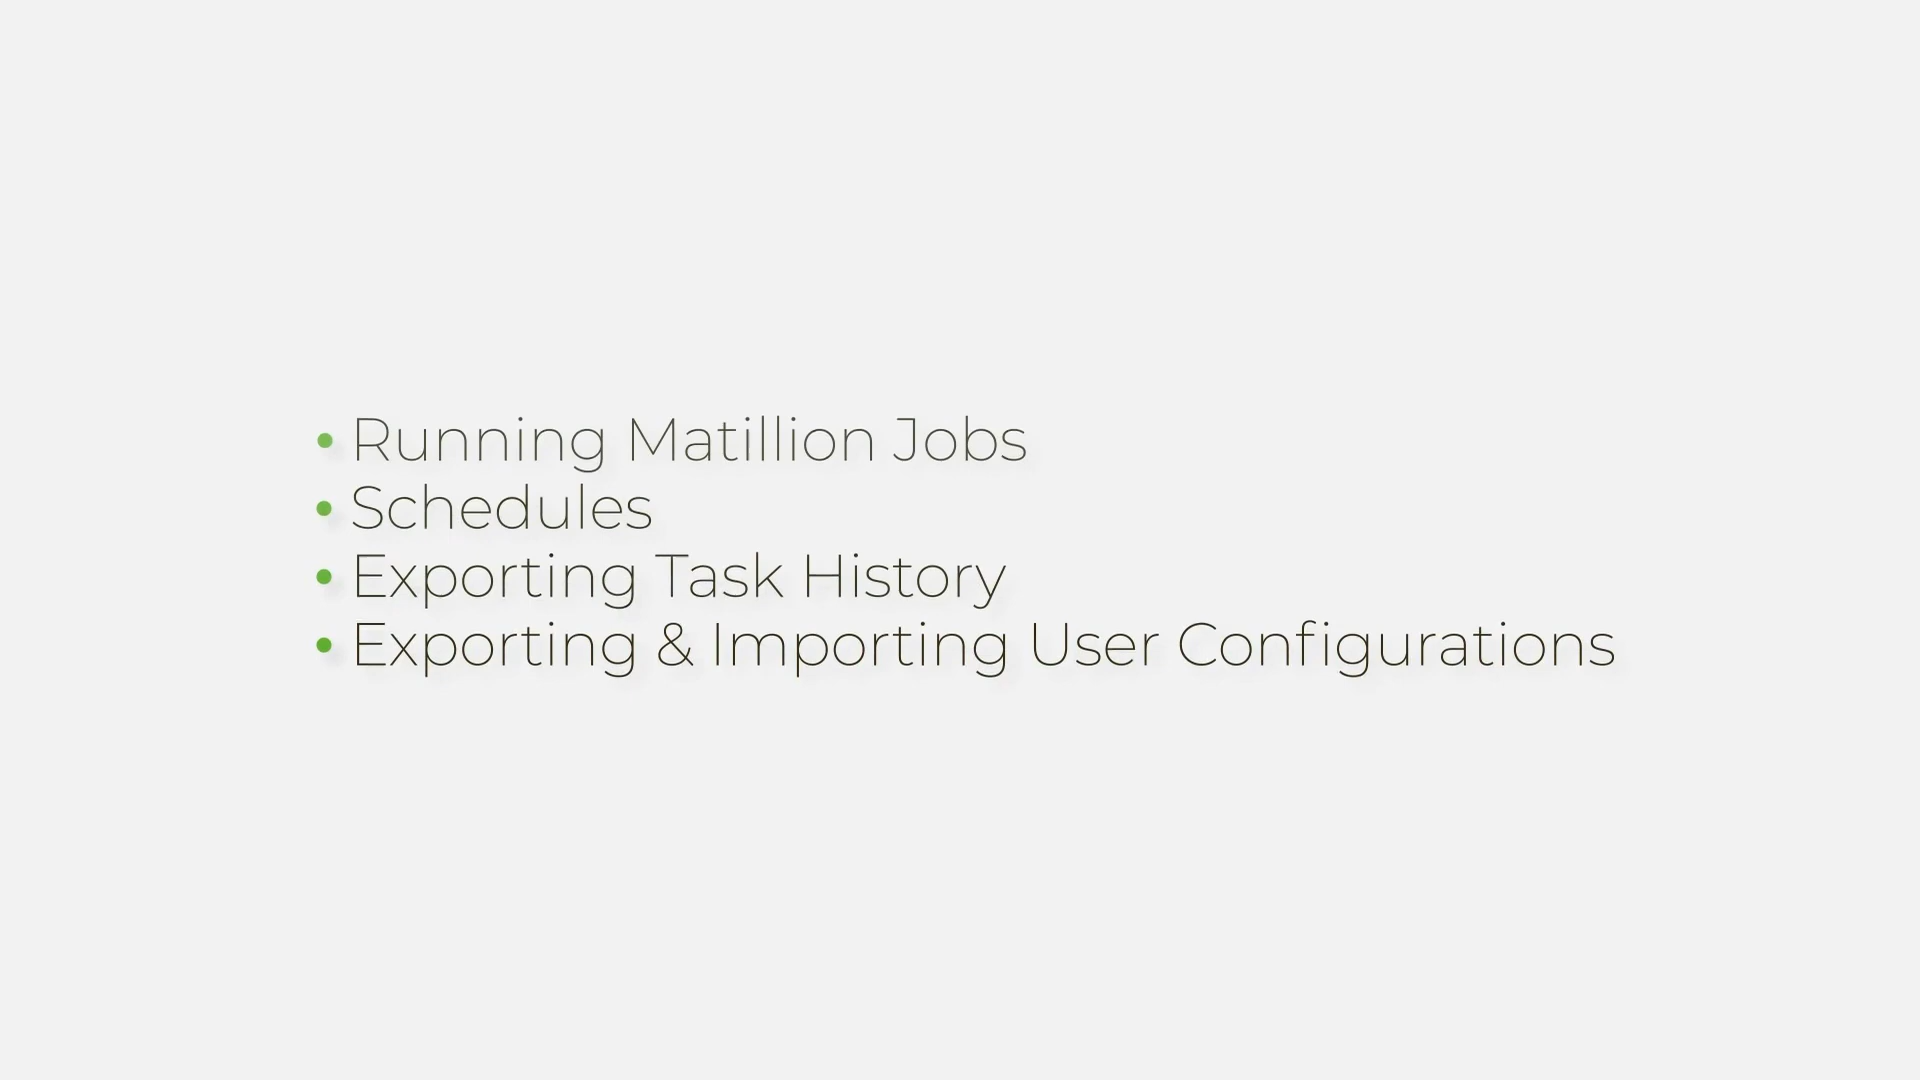 • Running Matillion Jobs
• Schedules
• Exporting Task History
• Exporting & Importing User Configurations